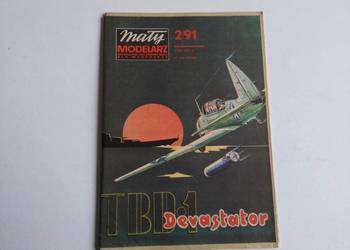 Mały
MODELARZ
2/91
TBD-1
Devastator